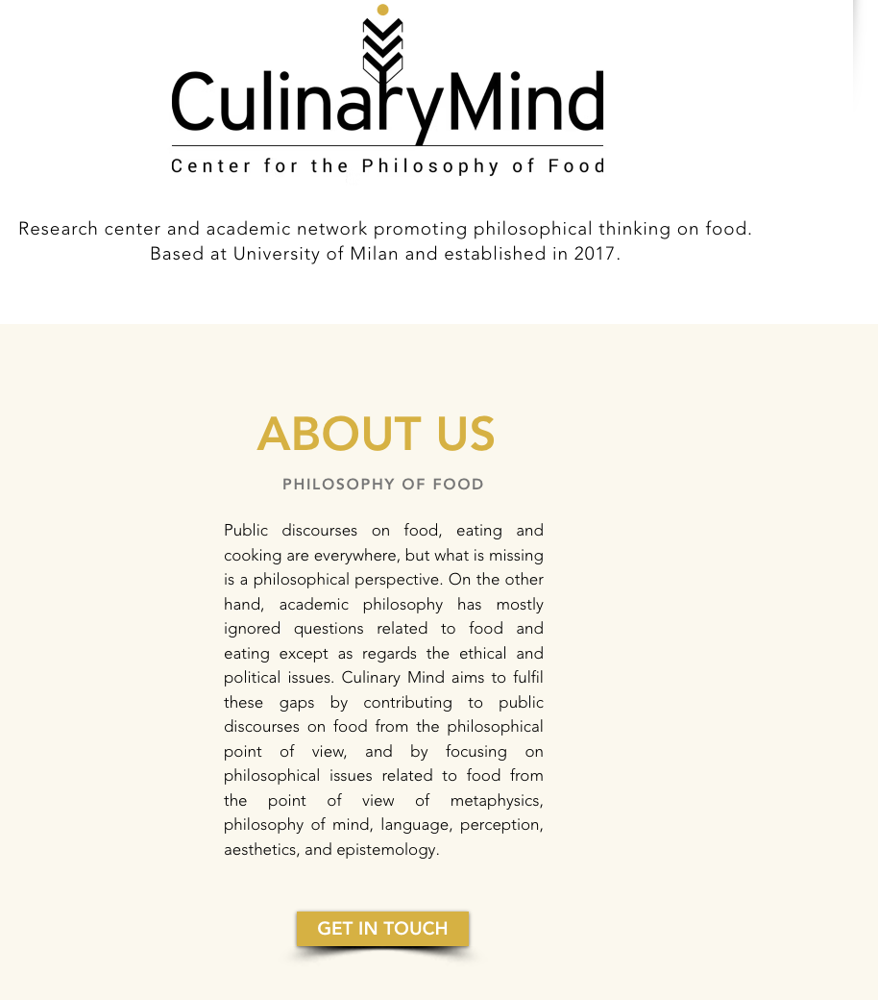 CulinaryMind
Center for the Philosophy of Food
Research center and academic network promoting philosophical thinking on food.
Based at University of Milan and established in 2017.
ABOUT US
PHILOSOPHY OF FOOD
Public discourses on food, eating and
cooking are everywhere, but what is missing
is a philosophical perspective. On the other
hand, academic philosophy has mostly
ignored questions related to food and
eating except as regards the ethical and
political issues. Culinary Mind aims to fulfil
these gaps by contributing to public
discourses on food from the philosophical
point of view, and by focusing on
philosophical issues related to food from
the point of view of metaphysics,
philosophy of mind, language, perception,
aesthetics, and epistemology.
GET IN TOUCH